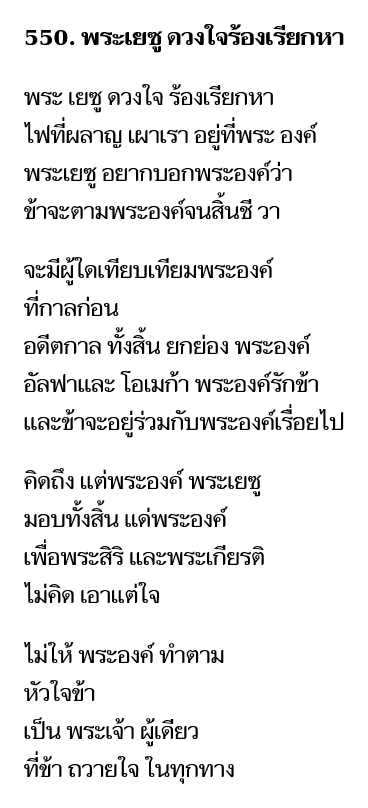 550. พระเยซู ดวงใจร้องเรียกหา
พระ เยซู ดวงใจ ร้องเรียกหา
ไฟที่ผลาญ เผาเรา อยู่ที่พระ องค์
พระเยซู อยากบอกพระองค์ว่า
ข้าจะตามพระองค์จนสิ้นชี วา
จะมีผู้ใดเทียบเทียมพระองค์
ที่กาลก่อน
อดีตกาล ทั้งสิ้น ยกย่อง พระองค์
อัลฟาและ โอเมก้า พระองค์รักข้า
และข้าจะอยู่ร่วมกับพระองค์เรื่อยไป
คิดถึง แต่พระองค์ พระเยซู
มอบทั้งสิ้น แด่พระองค์
เพื่อพระสิริ และพระเกียรติ
ไม่คิด เอาแต่ใจ
ไม่ให้ พระองค์ ทำตาม
หัวใจข้า
เป็น พระเจ้า ผู้เดียว
ที่ข้า ถวายใจ ในทุกทาง